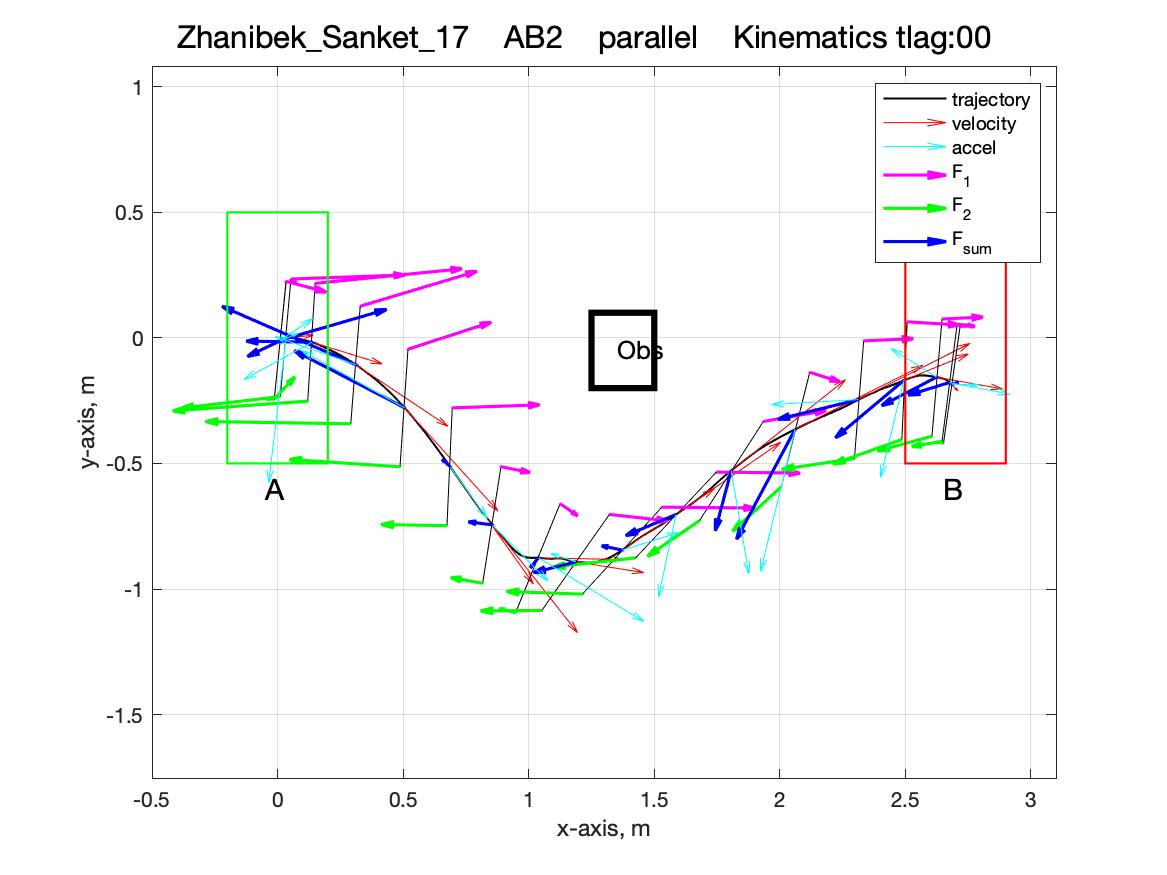 Zhanibek_Sanket_17    AB2    parallel    Kinematics tlag:00
trajectory
velocity
accel
F1
F2
Fsum
1
0.5
0
-0.5
-1
-1.5
y-axis, m
Obs
A
B
-0.5 0 0.5 1 1.5 2 2.5 3
x-axis, m